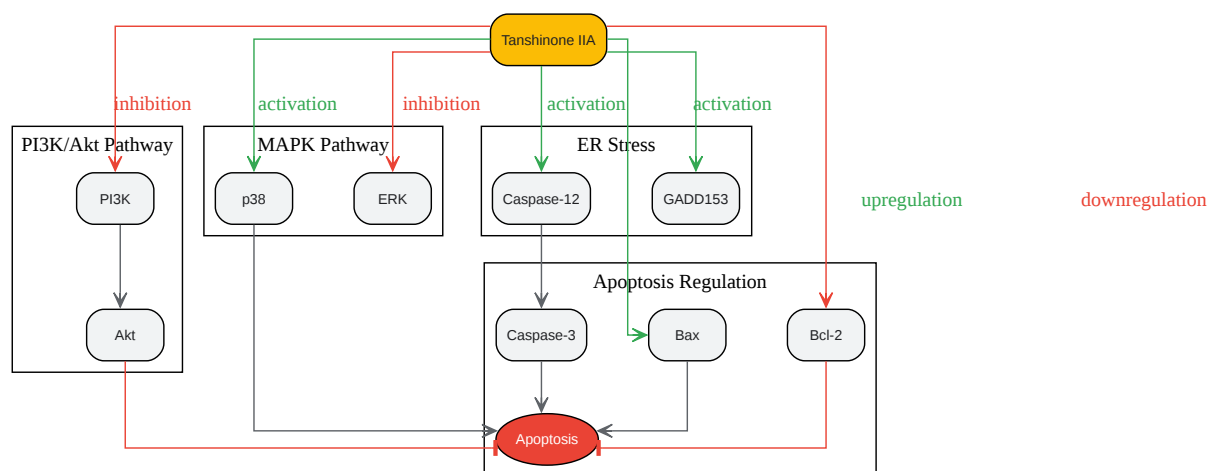 Tanshinone IIA
inhibition
activation
inhibition
activation
activation
PI3K/Akt Pathway
MAPK Pathway
ER Stress
PI3K
p38
ERK
Caspase-12
GADD153
upregulation
downregulation
Apoptosis Regulation
Akt
Caspase-3
Bax
Bcl-2
Apoptosis